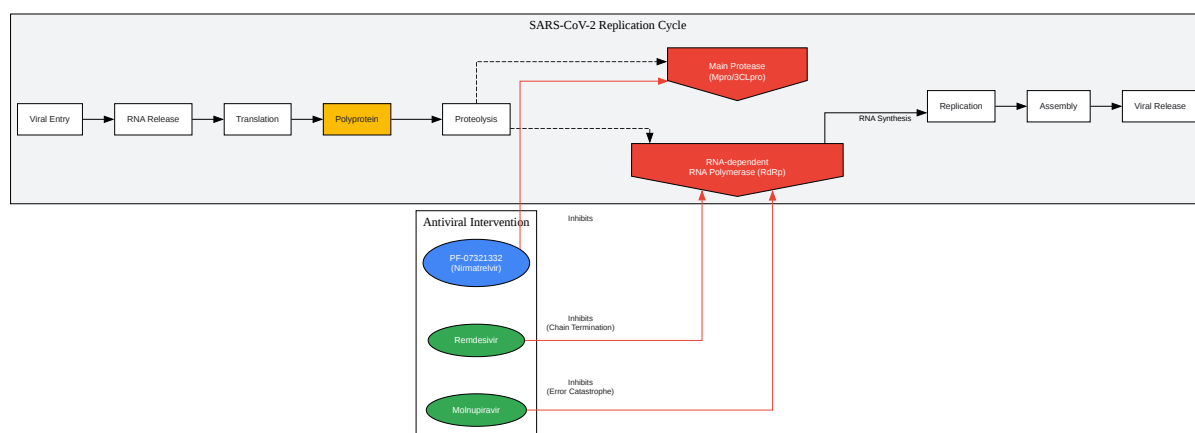 SARS-CoV-2 Replication Cycle
Main Protease
(Mpro/3CLpro)
Viral Entry
RNA Release
Translation
Polyprotein
Proteolysis
Replication
Assembly
Viral Release
RNA Synthesis
RNA-dependent
RNA Polymerase (RdRp)
Antiviral Intervention
Inhibits
PF-07321332
(Nirmatrelvir)
Inhibits
(Chain Termination)
Remdesivir
Inhibits
(Error Catastrophe)
Molnupiravir